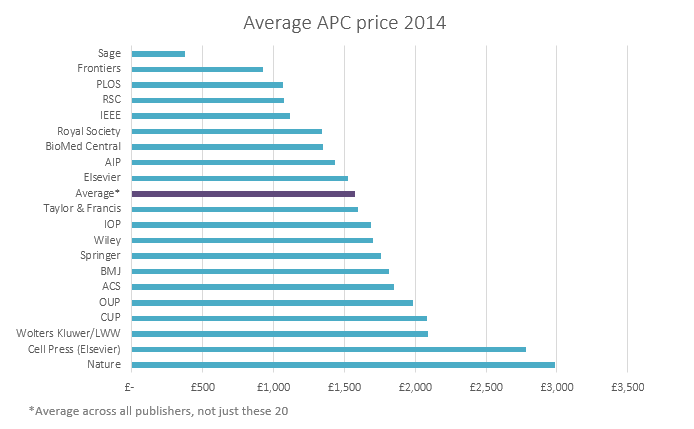 Average APC price 2014
Sage
Frontiers
PLOS
RSC
IEEE
Royal Society
BioMed Central
AIP
Elsevier
Average*
Taylor & Francis
IOP
Wiley
Springer
BMJ
ACS
OUP
CUP
Wolters Kluwer/LWW
Cell Press (Elsevier)
Nature
£- £500 £1,000 £1,500 £2,000 £2,500 £3,000 £3,500
*Average across all publishers, not just these 20